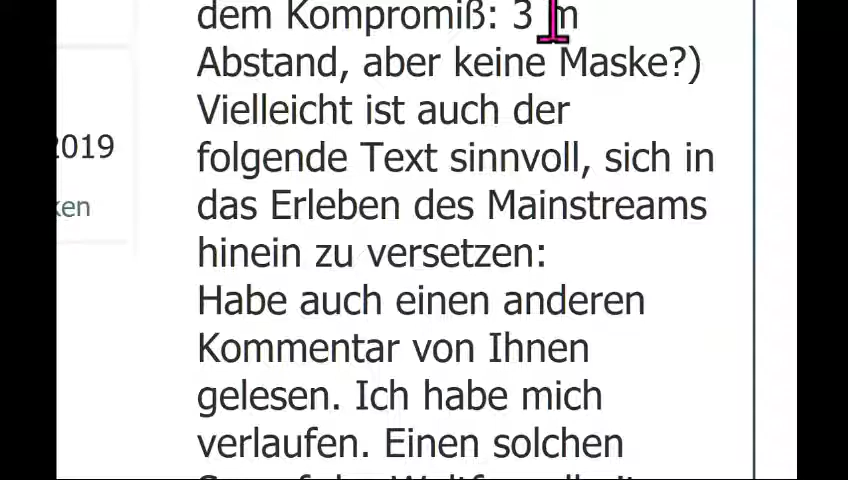 dem Kompromiß: 3 m
Abstand, aber keine Maske?)
Vielleicht ist auch der
folgende Text sinnvoll, sich in
das Erleben des Mainstreams
hinein zu versetzen:
Habe auch einen anderen
Kommentar von Ihnen
gelesen. Ich habe mich
verlaufen. Einen solchen
2019